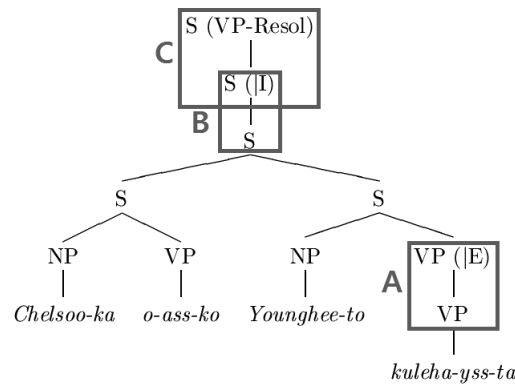 S (VP-Resol)
C
S (|I)
B
S
S S
NP VP NP VP (|E)
A
Chelsoo-ka o-ass-ko Younghee-to VP
kuleha-yss-ta